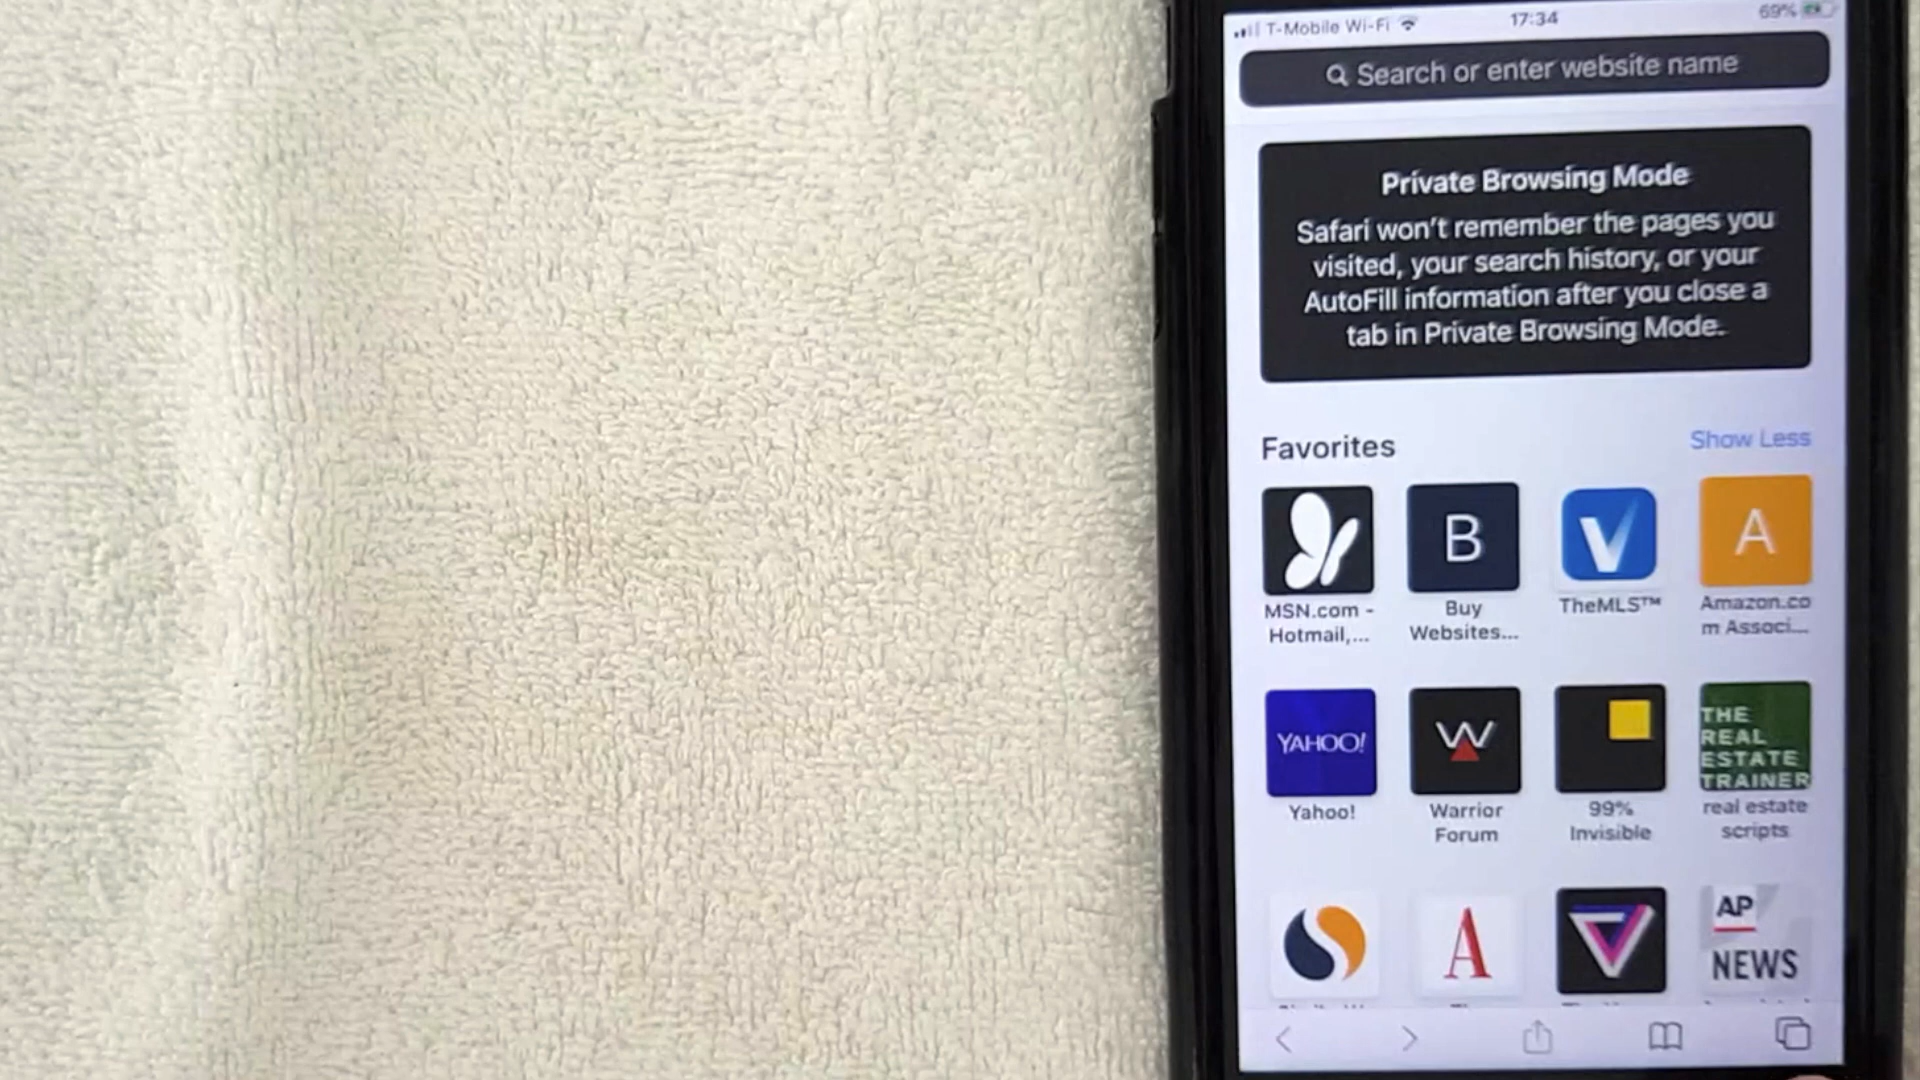 T-Mobile Wi-Fi 17:34 69%
Search or enter website name
Private Browsing Mode
Safari won't remember the pages you
visited, your search history, or your
AutoFill information after you close a
tab in Private Browsing Mode.
Favorites Show Less
B V A
MSN.com -
Hotmail,...
Buy
Websites...
TheMLS™
Amazon.co
m Associ...
YAHOO!
W
THE
REAL
ESTATE
TRAINER
Yahoo!
Warrior
Forum
99%
Invisible
real estate
scripts
A
AP
NEWS